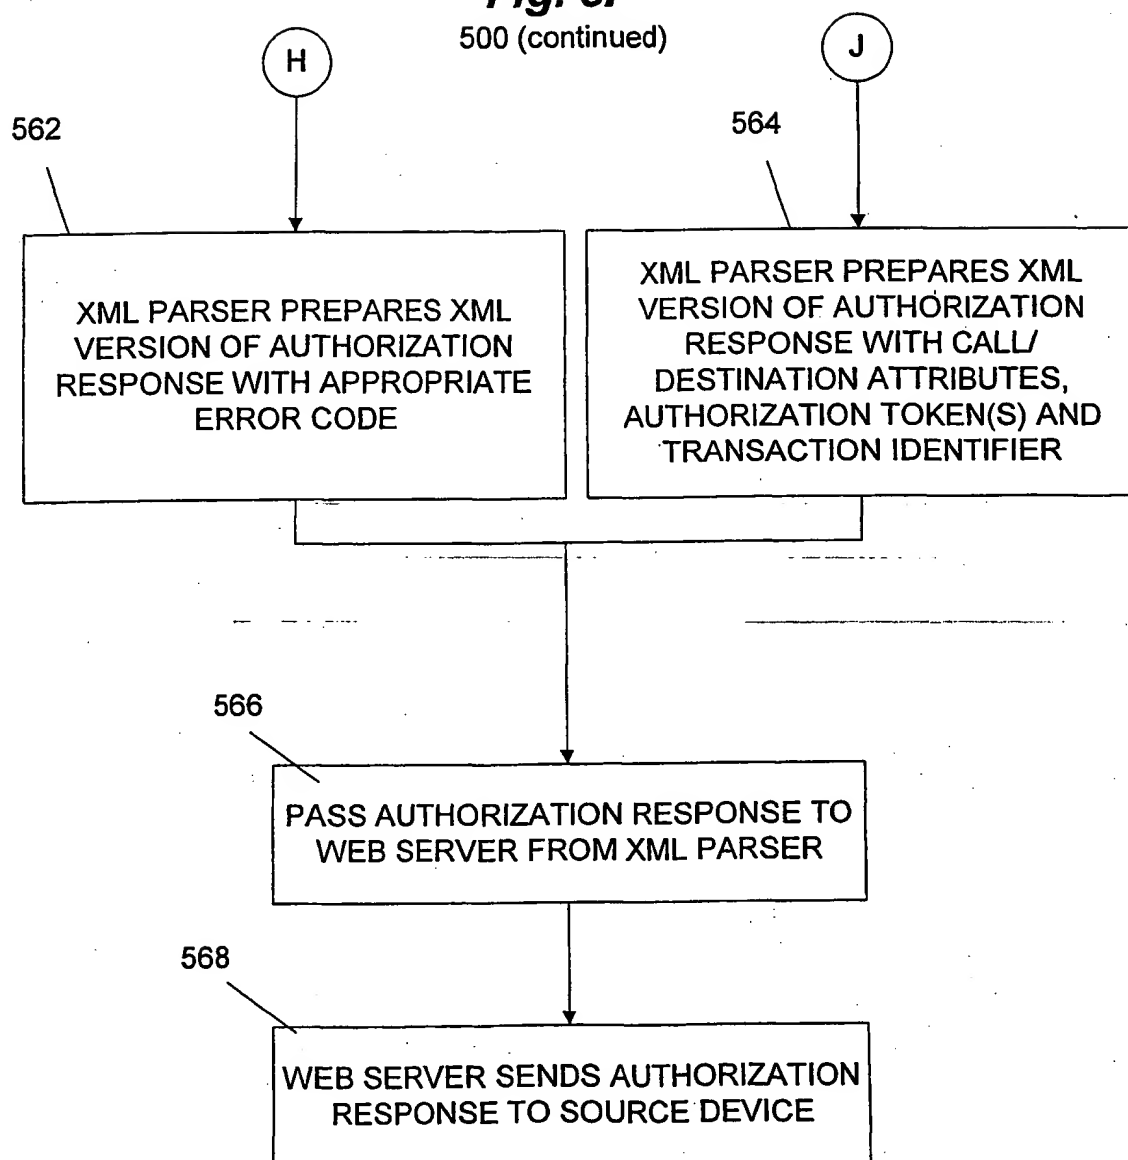 500 (continued)
H
J
562
564
XML PARSER PREPARES XML
VERSION OF AUTHORIZATION
RESPONSE WITH APPROPRIATE
ERROR CODE
XML PARSER PREPARES XML
VERSION OF AUTHORIZATION
RESPONSE WITH CALL/
DESTINATION ATTRIBUTES,
AUTHORIZATION TOKEN(S) AND
TRANSACTION IDENTIFIER
566
PASS AUTHORIZATION RESPONSE TO
WEB SERVER FROM XML PARSER
568
WEB SERVER SENDS AUTHORIZATION
RESPONSE TO SOURCE DEVICE